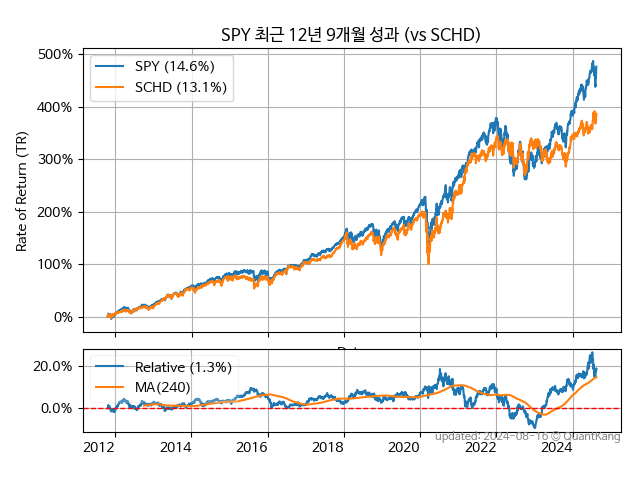 SPY 최근 12년 9개월 성과 (vs SCHD)
500%
SPY (14.6%)
SCHD (13.1%)
400%
300%
200%
100%
0%
Rate of Return (TR)
20.0%
Relative (1.3%)
MA(240)
0.0%
2012 2014 2016 2018 2020 2022 2024
updated: 2024-08-16 © QuantKang